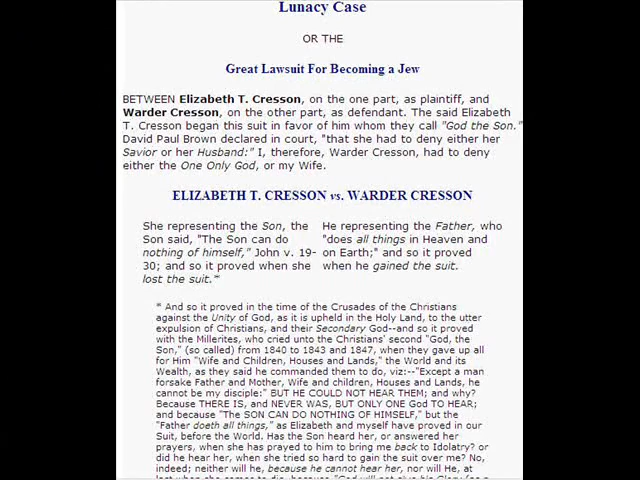 Lunacy Case
OR THE
Great Lawsuit For Becoming a Jew
BETWEEN Elizabeth T. Cresson, on the one part, as plaintiff, and
Warder Cresson, on the other part, as defendant. The said Elizabeth
T. Cresson began this suit in favor of him whom they call "God the Son."
David Paul Brown declared in court, "that she had to deny either her
Savior or her Husband:" I, therefore, Warder Cresson, had to deny
either the One Only God, or my Wife.
ELIZABETH T. CRESSON vs. WARDER CRESSON
She representing the Son, the
Son said, "The Son can do
nothing of himself," John v. 19-
30; and so it proved when she
lost the suit.*
He representing the Father, who
"does all things in Heaven and
on Earth;" and so it proved
when he gained the suit.
* And so it proved in the time of the Crusades of the Christians
against the Unity of God, as it is upheld in the Holy Land, to the utter
expulsion of Christians, and their Secondary God--and so it proved
with the Millerites, who cried unto the Christians' second "God, the
Son," (so called) from 1840 to 1843 and 1847, when they gave up all
for Him "Wife and Children, Houses and Lands," the World and its
Wealth, as they said he commanded them to do, viz:--"Except a man
forsake Father and Mother, Wife and children, Houses and Lands, he
cannot be my disciple:" BUT HE COULD NOT HEAR THEM; and why?
Because THERE IS, and NEVER WAS, BUT ONLY ONE God TO HEAR;
and because "The SON CAN DO NOTHING OF HIMSELF," but the
"Father doeth all things," as Elizabeth and myself have proved in our
Suit, before the World. Has the Son heard her, or answered her
prayers, when she has prayed to him to bring me back to Idolatry? or
did he hear her, when she tried so hard to gain the suit over me? No,
indeed; neither will he, because he cannot hear, nor will He, at
last when she comes to die, because "God will not give his Glory (as a